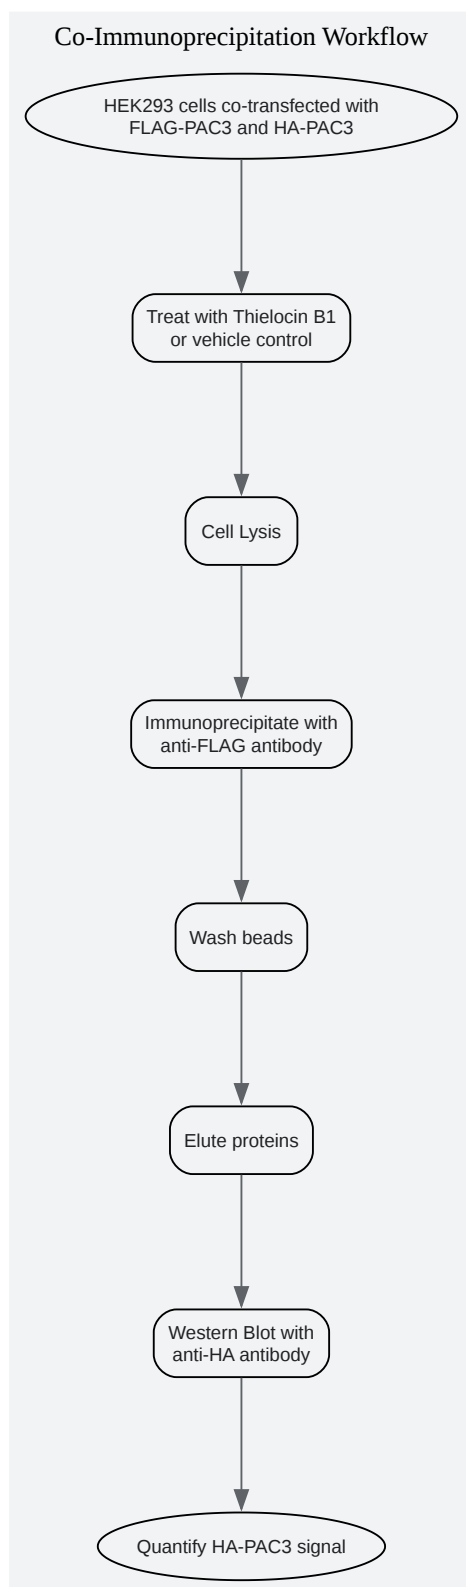 Co-Immunoprecipitation Workflow
HEK293 cells co-transfected with
FLAG-PAC3 and HA-PAC3
Treat with Thielocin B1
or vehicle control
Cell Lysis
Immunoprecipitate with
anti-FLAG antibody
Wash beads
Elute proteins
Western Blot with
anti-HA antibody
Quantify HA-PAC3 signal